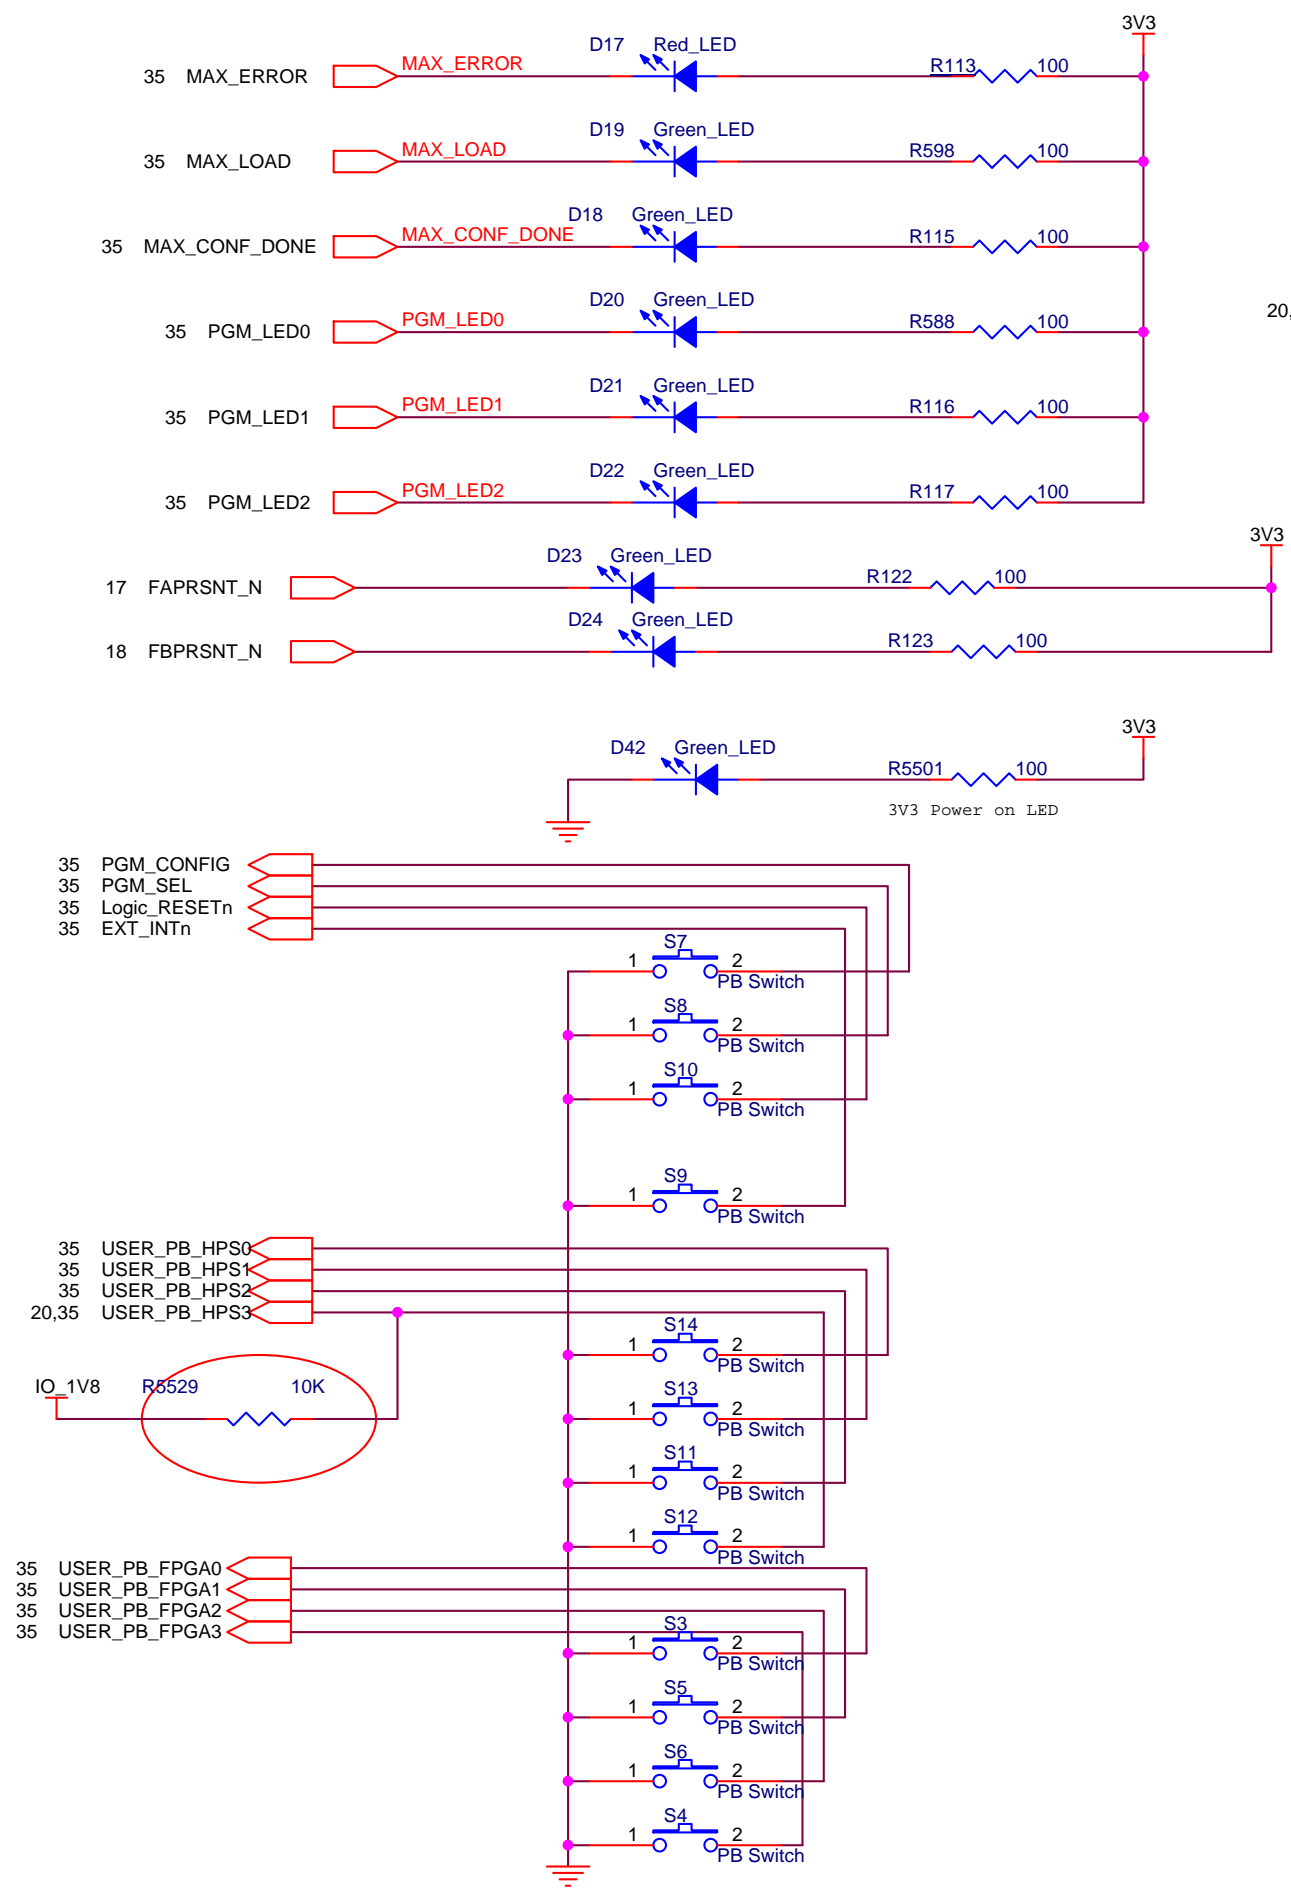 3V3
D17 Red_LED
35 MAX_ERROR MAX_ERROR R113 100
D19 Green_LED
35 MAX_LOAD MAX_LOAD R598 100
D18 Green_LED
35 MAX_CONF_DONE MAX_CONF_DONE R115 100
D20 Green_LED
35 PGM_LED0 PGM_LED0 R588 100
20,
D21 Green_LED
35 PGM_LED1 PGM_LED1 R116 100
D22 Green_LED
35 PGM_LED2 PGM_LED2 R117 100
3V3
D23 Green_LED
17 FAPRSNT_N R122 100
D24 Green_LED
18 FBPRSNT_N R123 100
3V3
D42 Green_LED
R5501 100
3V3 Power on LED
35 PGM_CONFIG
35 PGM_SEL
35 Logic_RESETn
35 EXT_INTn
S7
1 2
PB Switch
S8
1 2
PB Switch
S10
1 2
PB Switch
S9
1 2
PB Switch
35 USER_PB_HPS0
35 USER_PB_HPS1
35 USER_PB_HPS2
20,35 USER_PB_HPS3
S14
1 2
PB Switch
IO_1V8 R5529 10K
S13
1 2
PB Switch
S11
1 2
PB Switch
S12
1 2
PB Switch
35 USER_PB_FPGA0
35 USER_PB_FPGA1
35 USER_PB_FPGA2
35 USER_PB_FPGA3
S3
1 2
PB Switch
S5
1 2
PB Switch
S6
1 2
PB Switch
S4
1 2
PB Switch